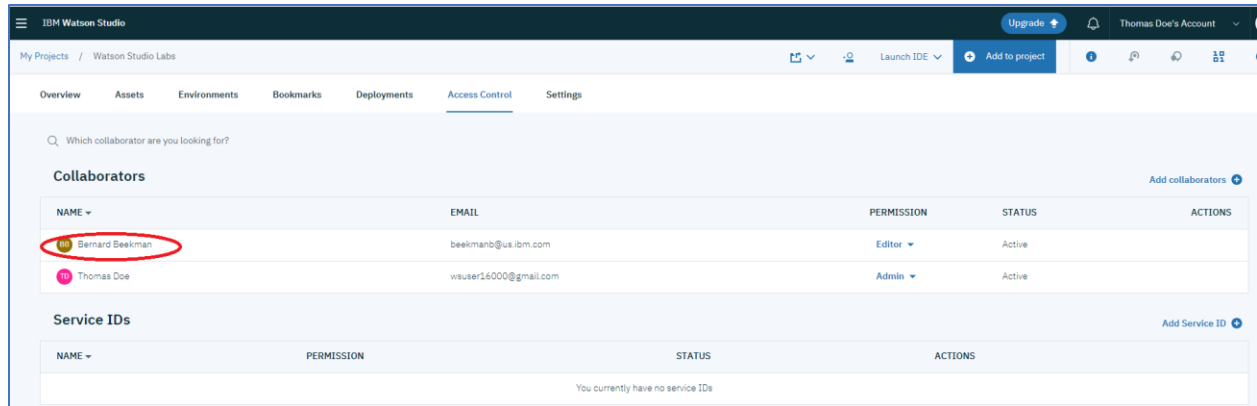 IBM Watson Studio Upgrade Thomas Doe's Account
My Projects / Watson Studio Labs Launch IDE Add to project
Overview Assets Environments Bookmarks Deployments Access Control Settings
Which collaborator are you looking for?
Collaborators Add collaborators
NAME EMAIL PERMISSION STATUS ACTIONS
BB Bernard Beekman beekmanb@us.ibm.com Editor Active
TD Thomas Doe wsuser16000@gmail.com Admin Active
Service IDs Add Service ID
NAME PERMISSION STATUS ACTIONS
You currently have no service IDs